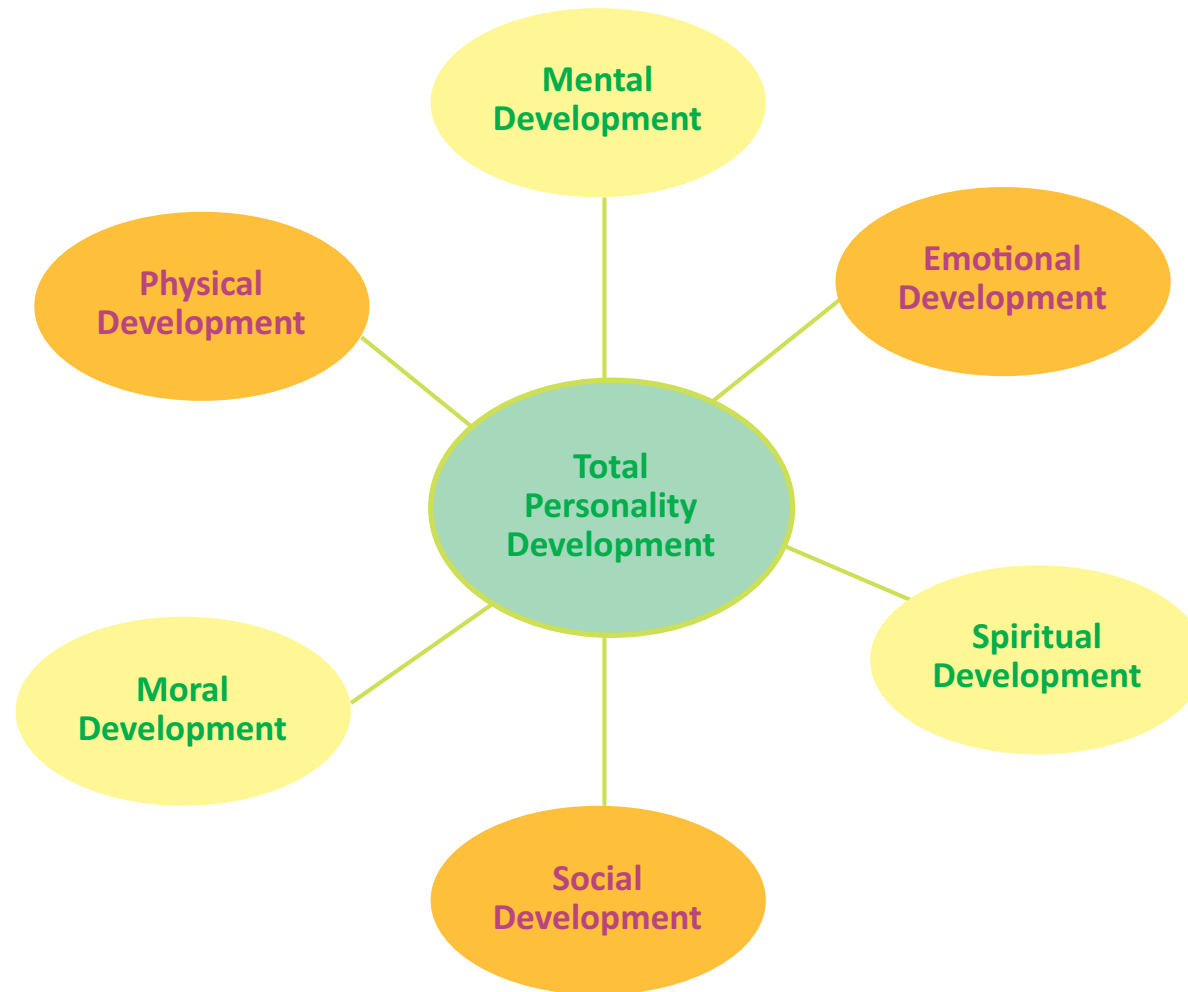 Mental
Development
Emotional
Development
Physical
Development
Total
Personality
Development
Spiritual
Development
Moral
Development
Social
Development